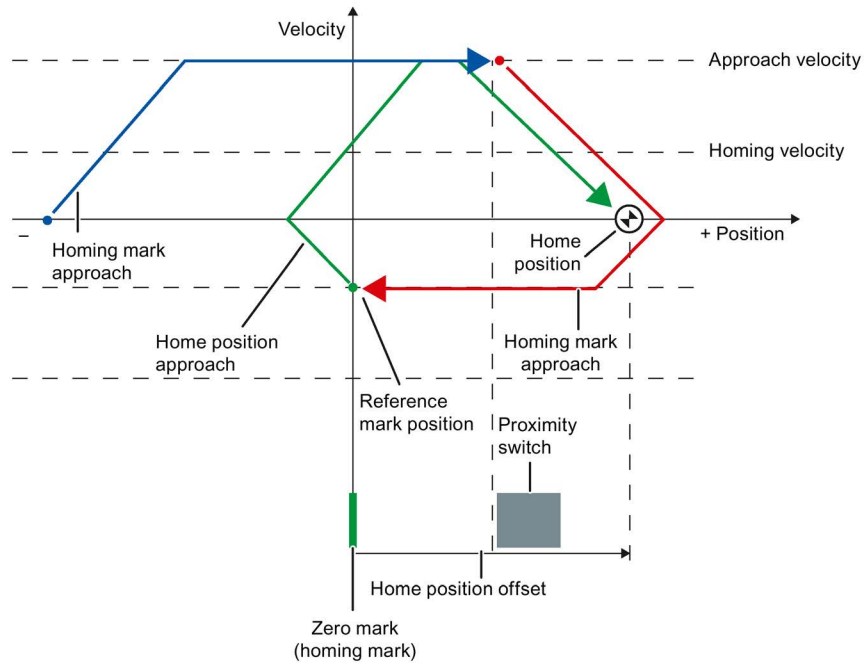 Velocity
Approach velocity
Homing velocity
–
Homing mark
approach
Home
position
+ Position
Home position
approach
Homing mark
approach
Reference
mark position
Proximity
switch
Home position offset
Zero mark
(homing mark)